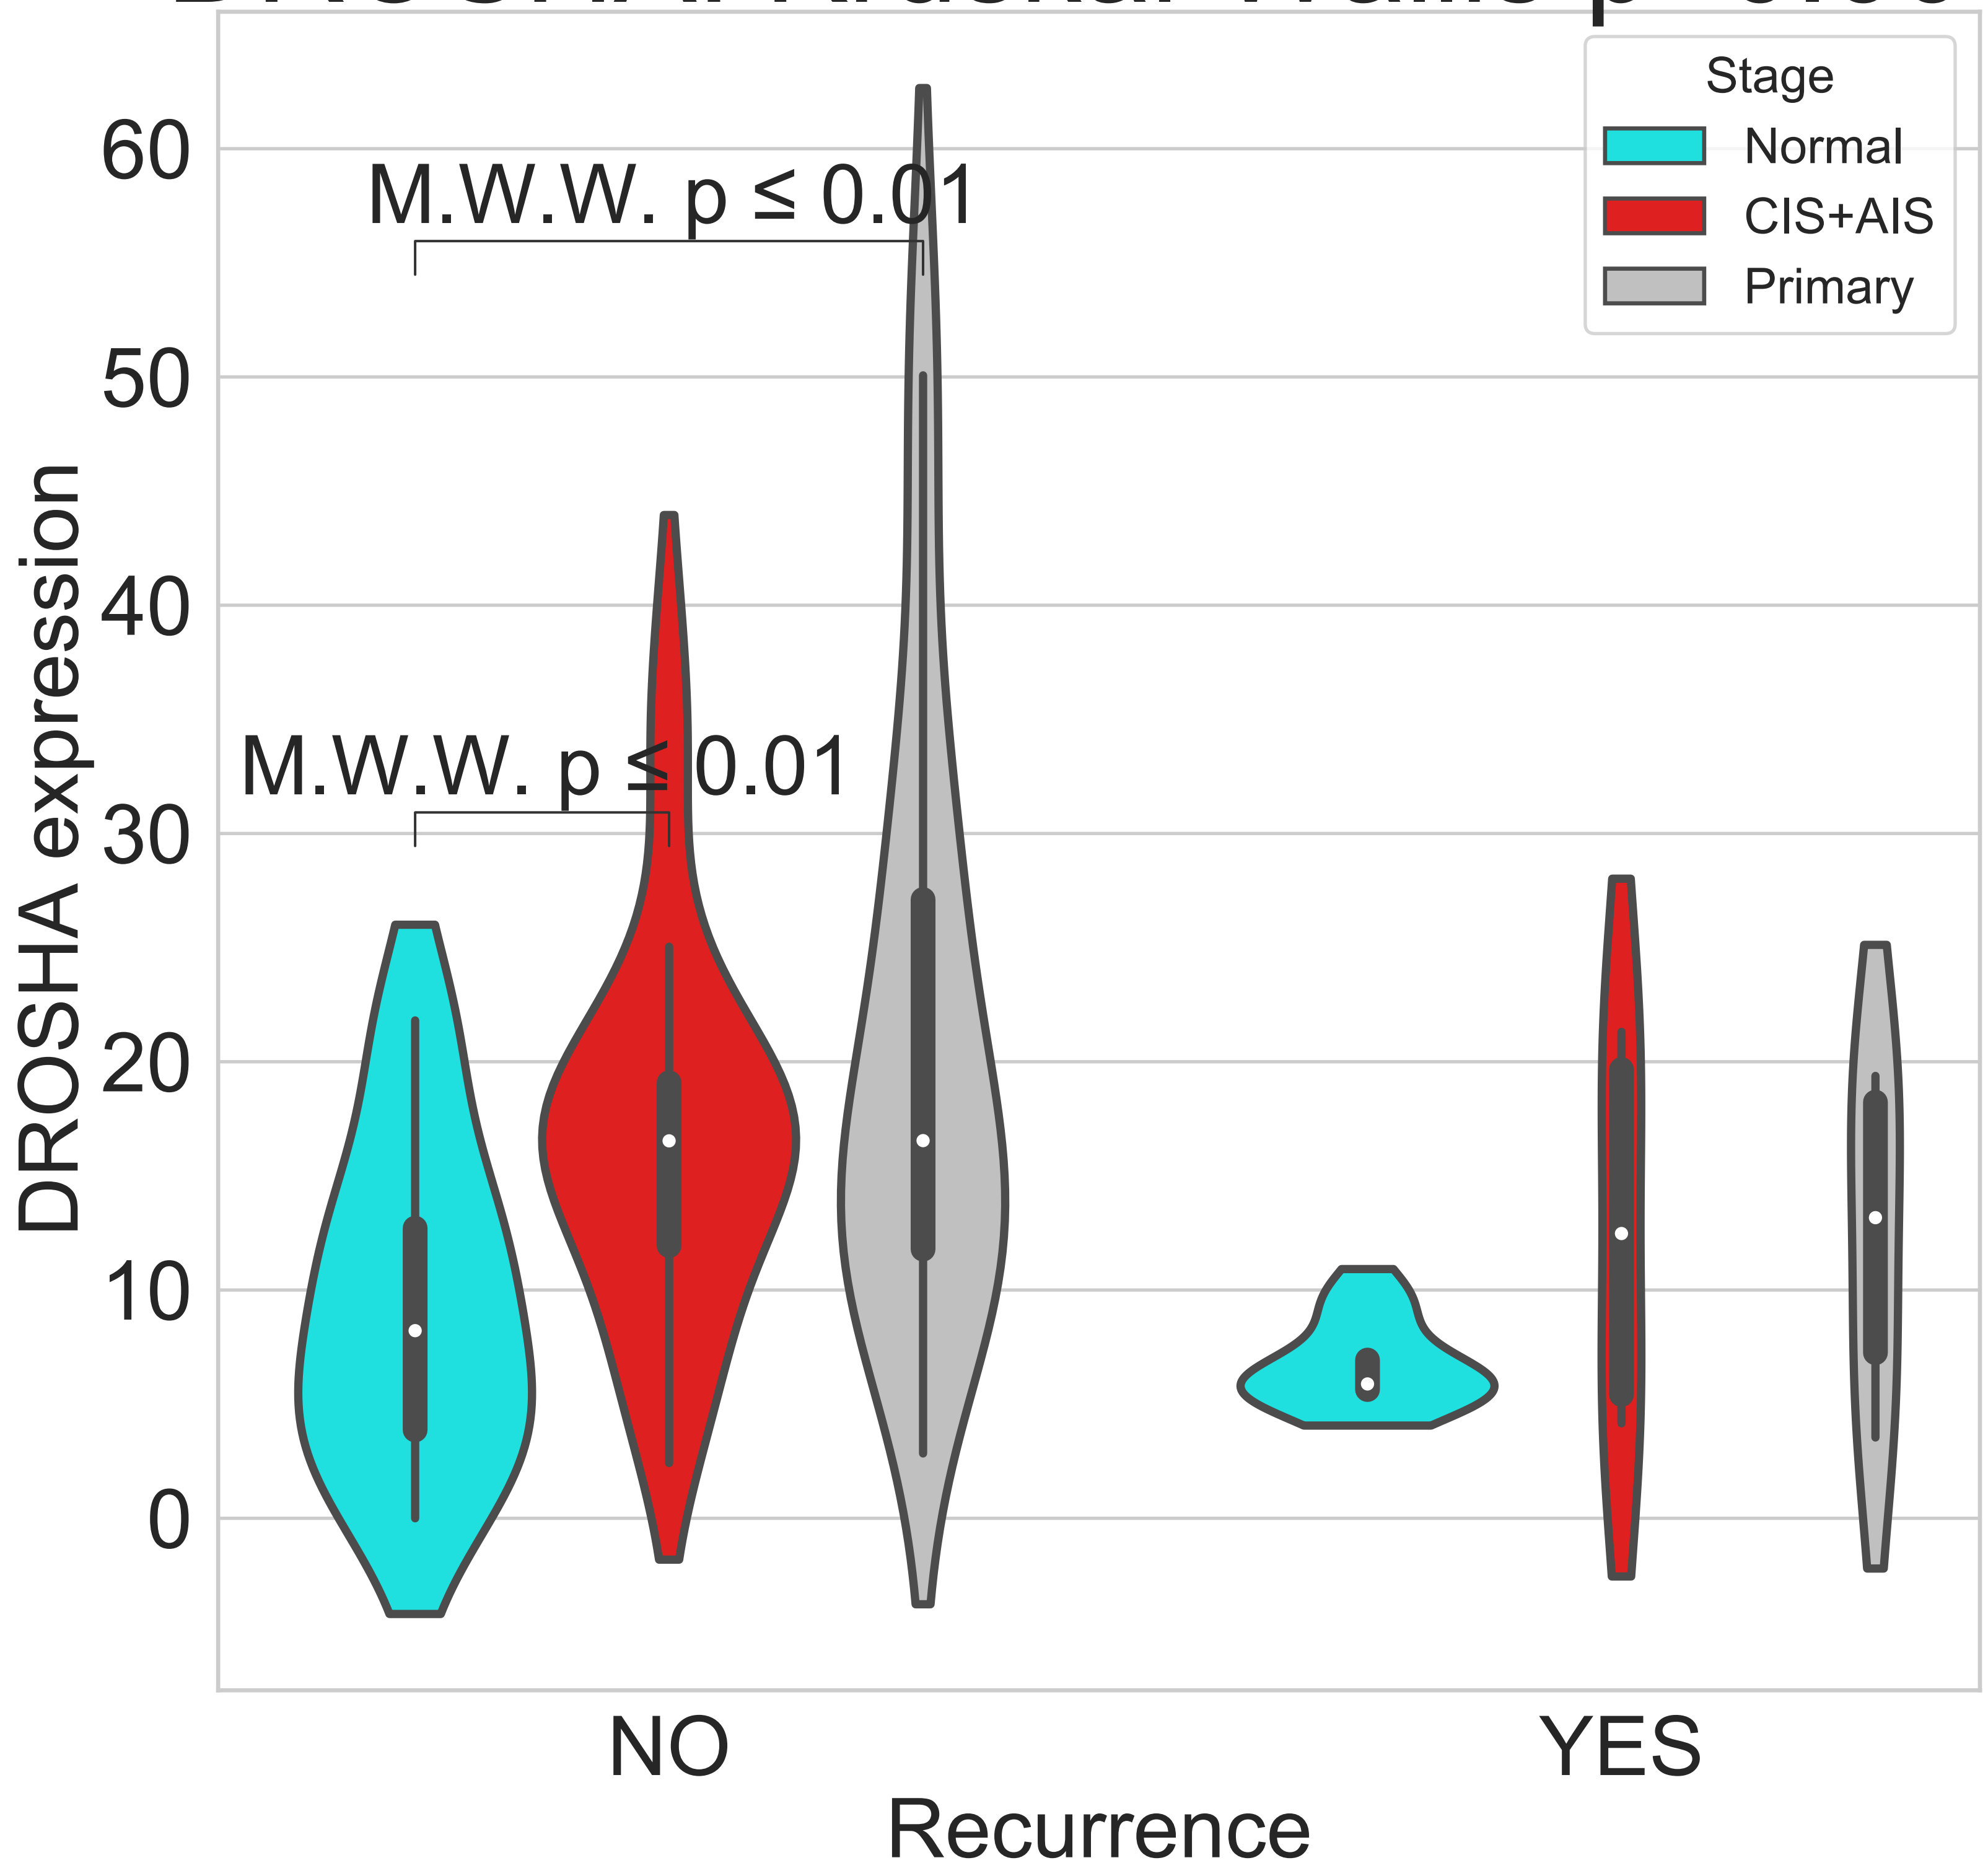 Stage
Normal
CIS+AIS
Primary
60
50
40
30
20
10
0
M.W.W. p ≤ 0.01
M.W.W. p ≤ 0.01
DROSHA expression
NO
YES
Recurrence